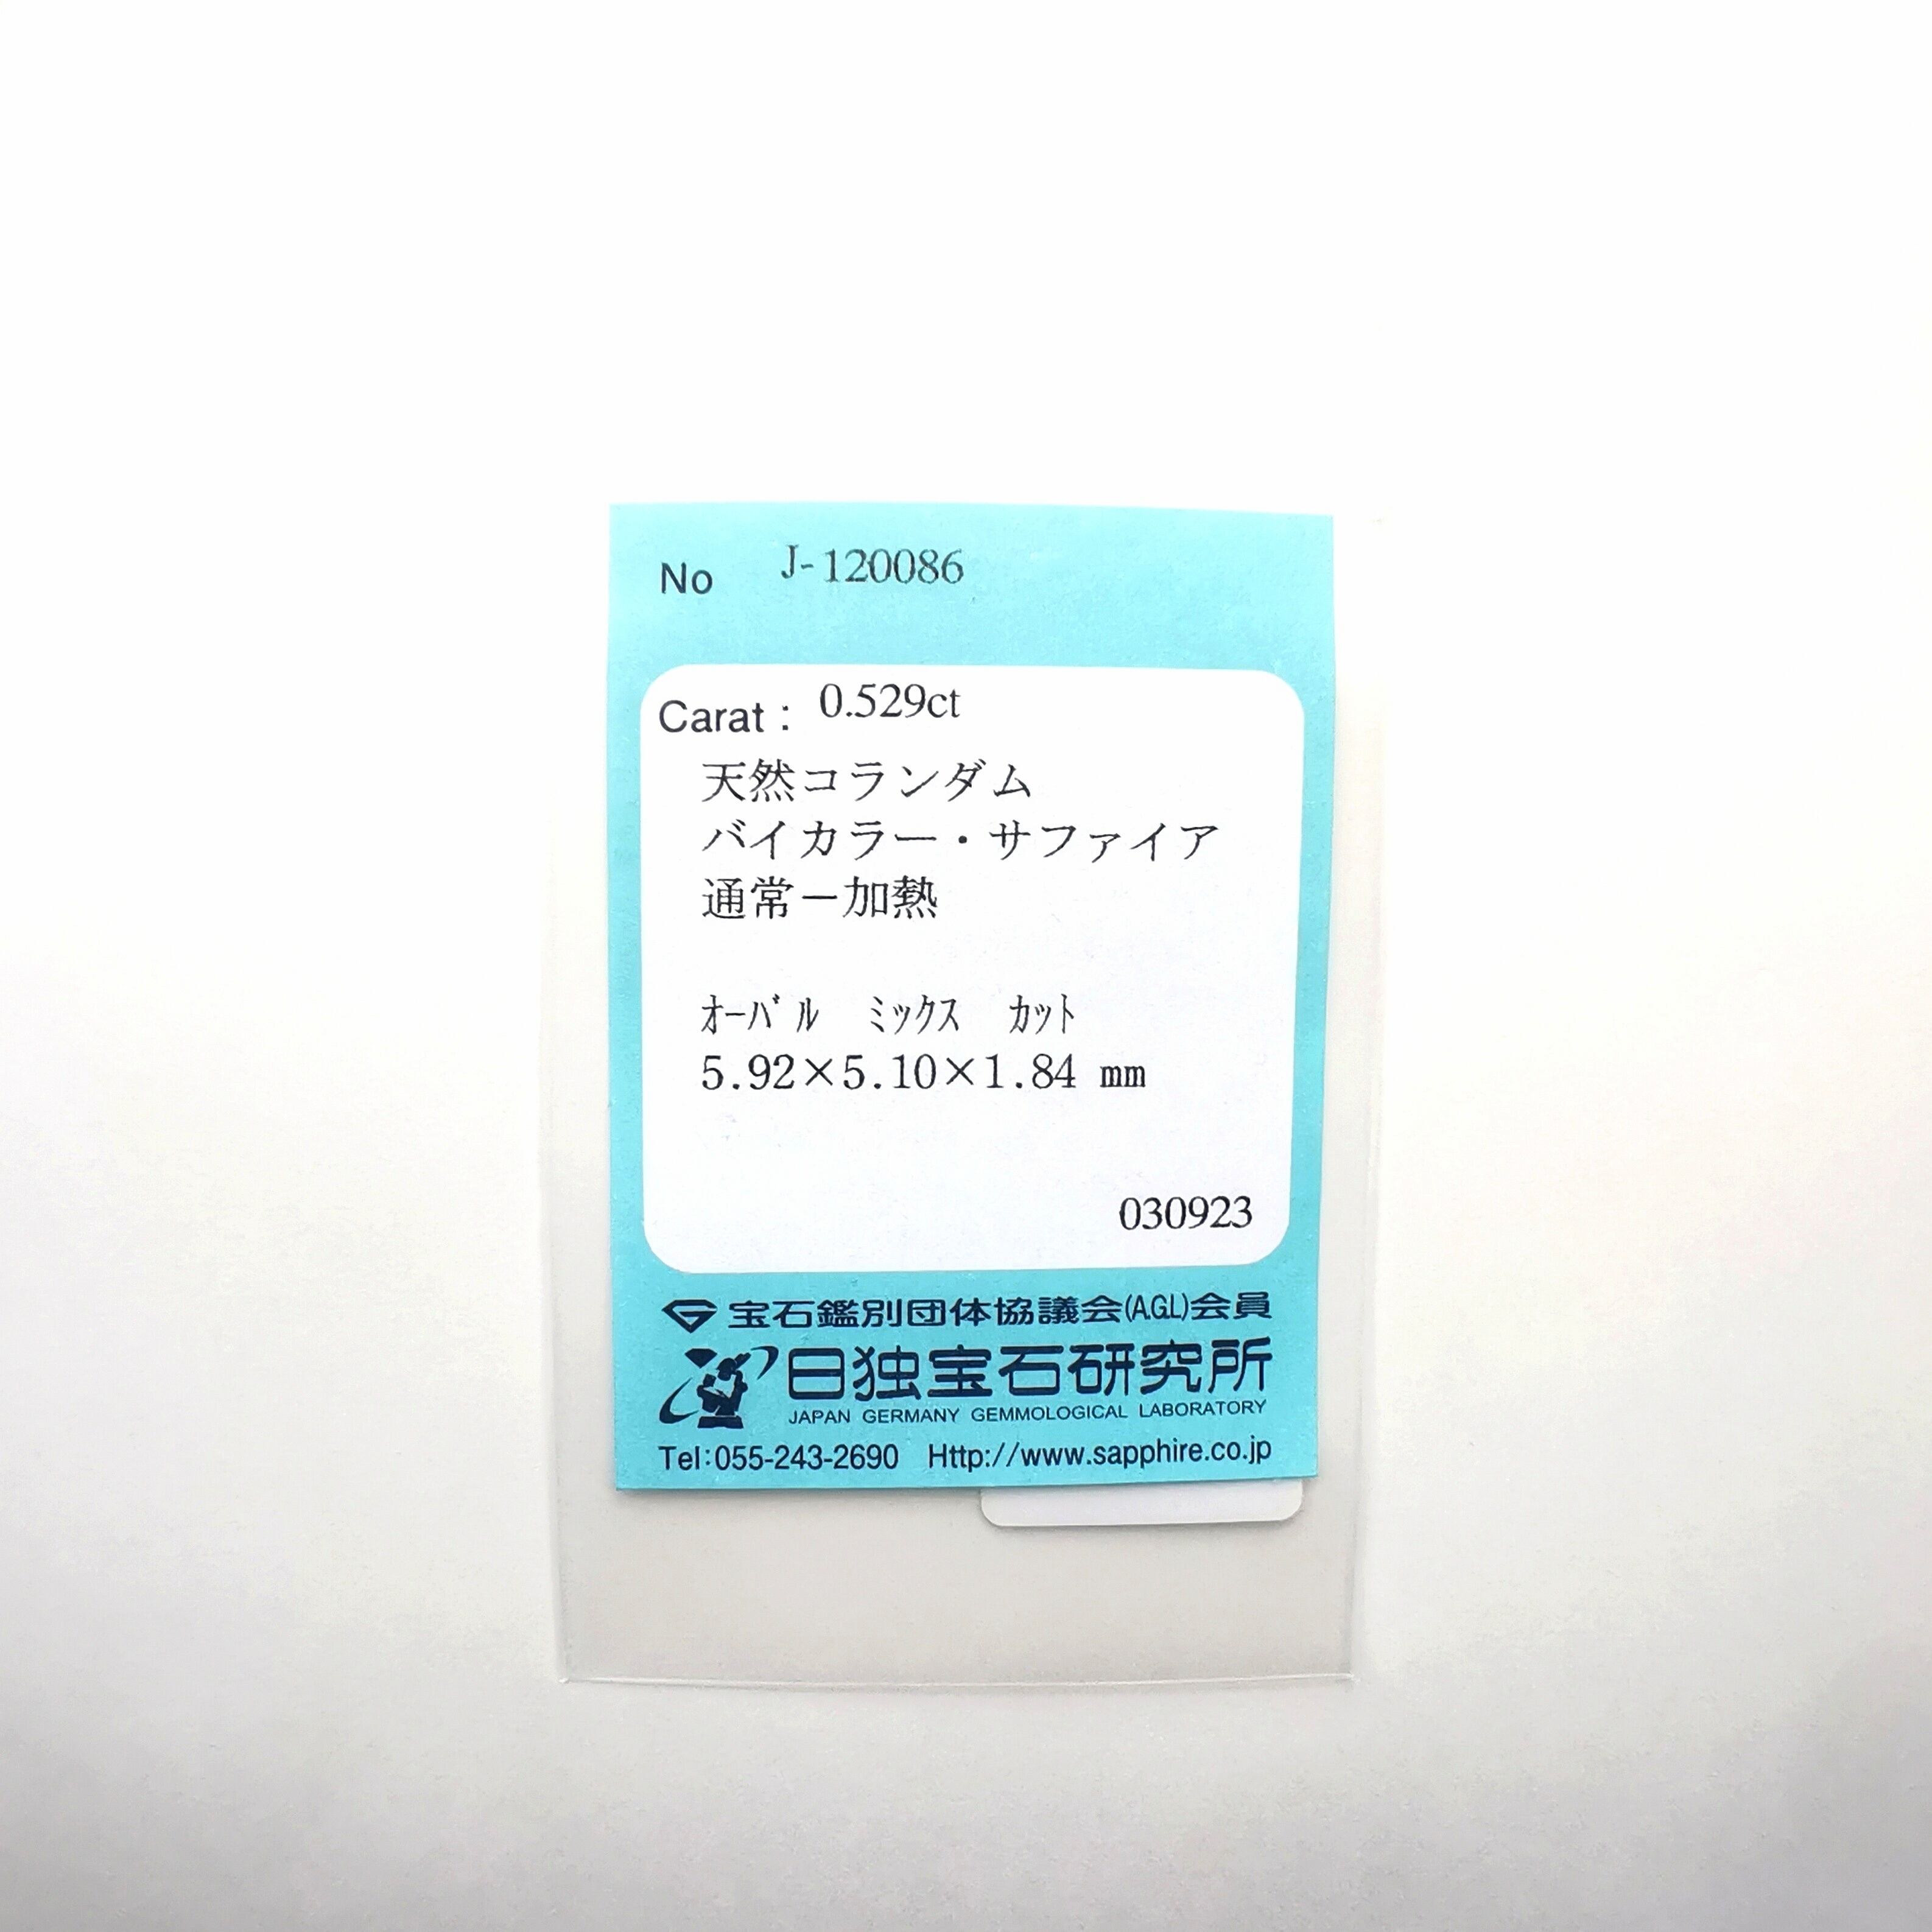 No J-120086
Carat : 0.529ct
天然コランダム
バイカラー・サファイア
通常－加熱
ｵｰﾊﾞﾙ ﾐｯｸｽ ｶｯﾄ
5.92×5.10×1.84 mm
030923
宝石鑑別団体協議会(AGL)会員
日独宝石研究所
JAPAN GERMANY GEMMOLOGICAL LABORATORY
Tel:055-243-2690 Http://www.sapphire.co.jp